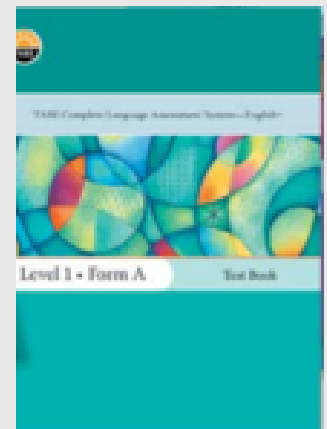 TABE Complete Language Assessment System—English
Level 1 • Form A
Test Book